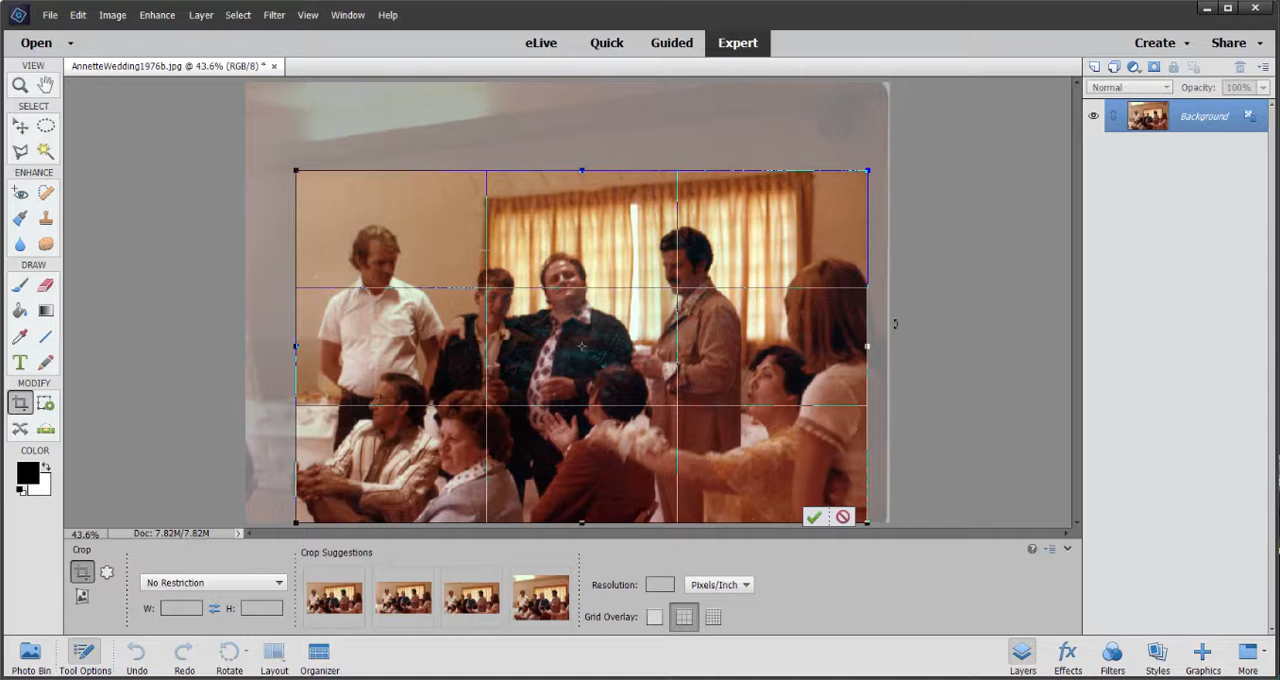 File Edit Image Enhance Layer Select Filter View Window Help
Open eLive Quick Guided Expert Create Share
VIEW
AnnetteWedding1976b.jpg @ 43.6% (RGB/8) *
Normal Opacity: 100%
SELECT
Background
ENHANCE
DRAW
MODIFY
COLOR
43.6% Doc: 7.82M/7.82M
Crop
Crop Suggestions
No Restriction
Resolution: Pixels/Inch
W: H:
Grid Overlay:
Photo Bin Tool Options Undo Redo Rotate Layout Organizer Layers Effects Filters Styles Graphics More